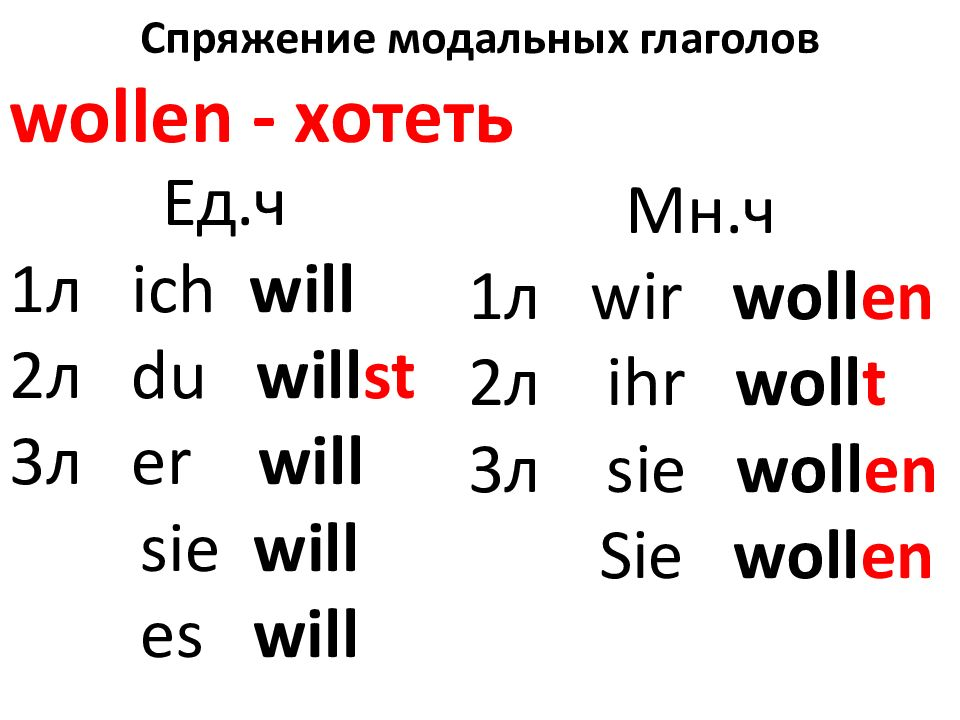 Спряжение модальных глаголов
wollen - хотеть
Ед.ч
1л ich will
2л du willst
3л er will
sie will
es will
Мн.ч
1л wir wollen
2л ihr wollt
3л sie wollen
Sie wollen